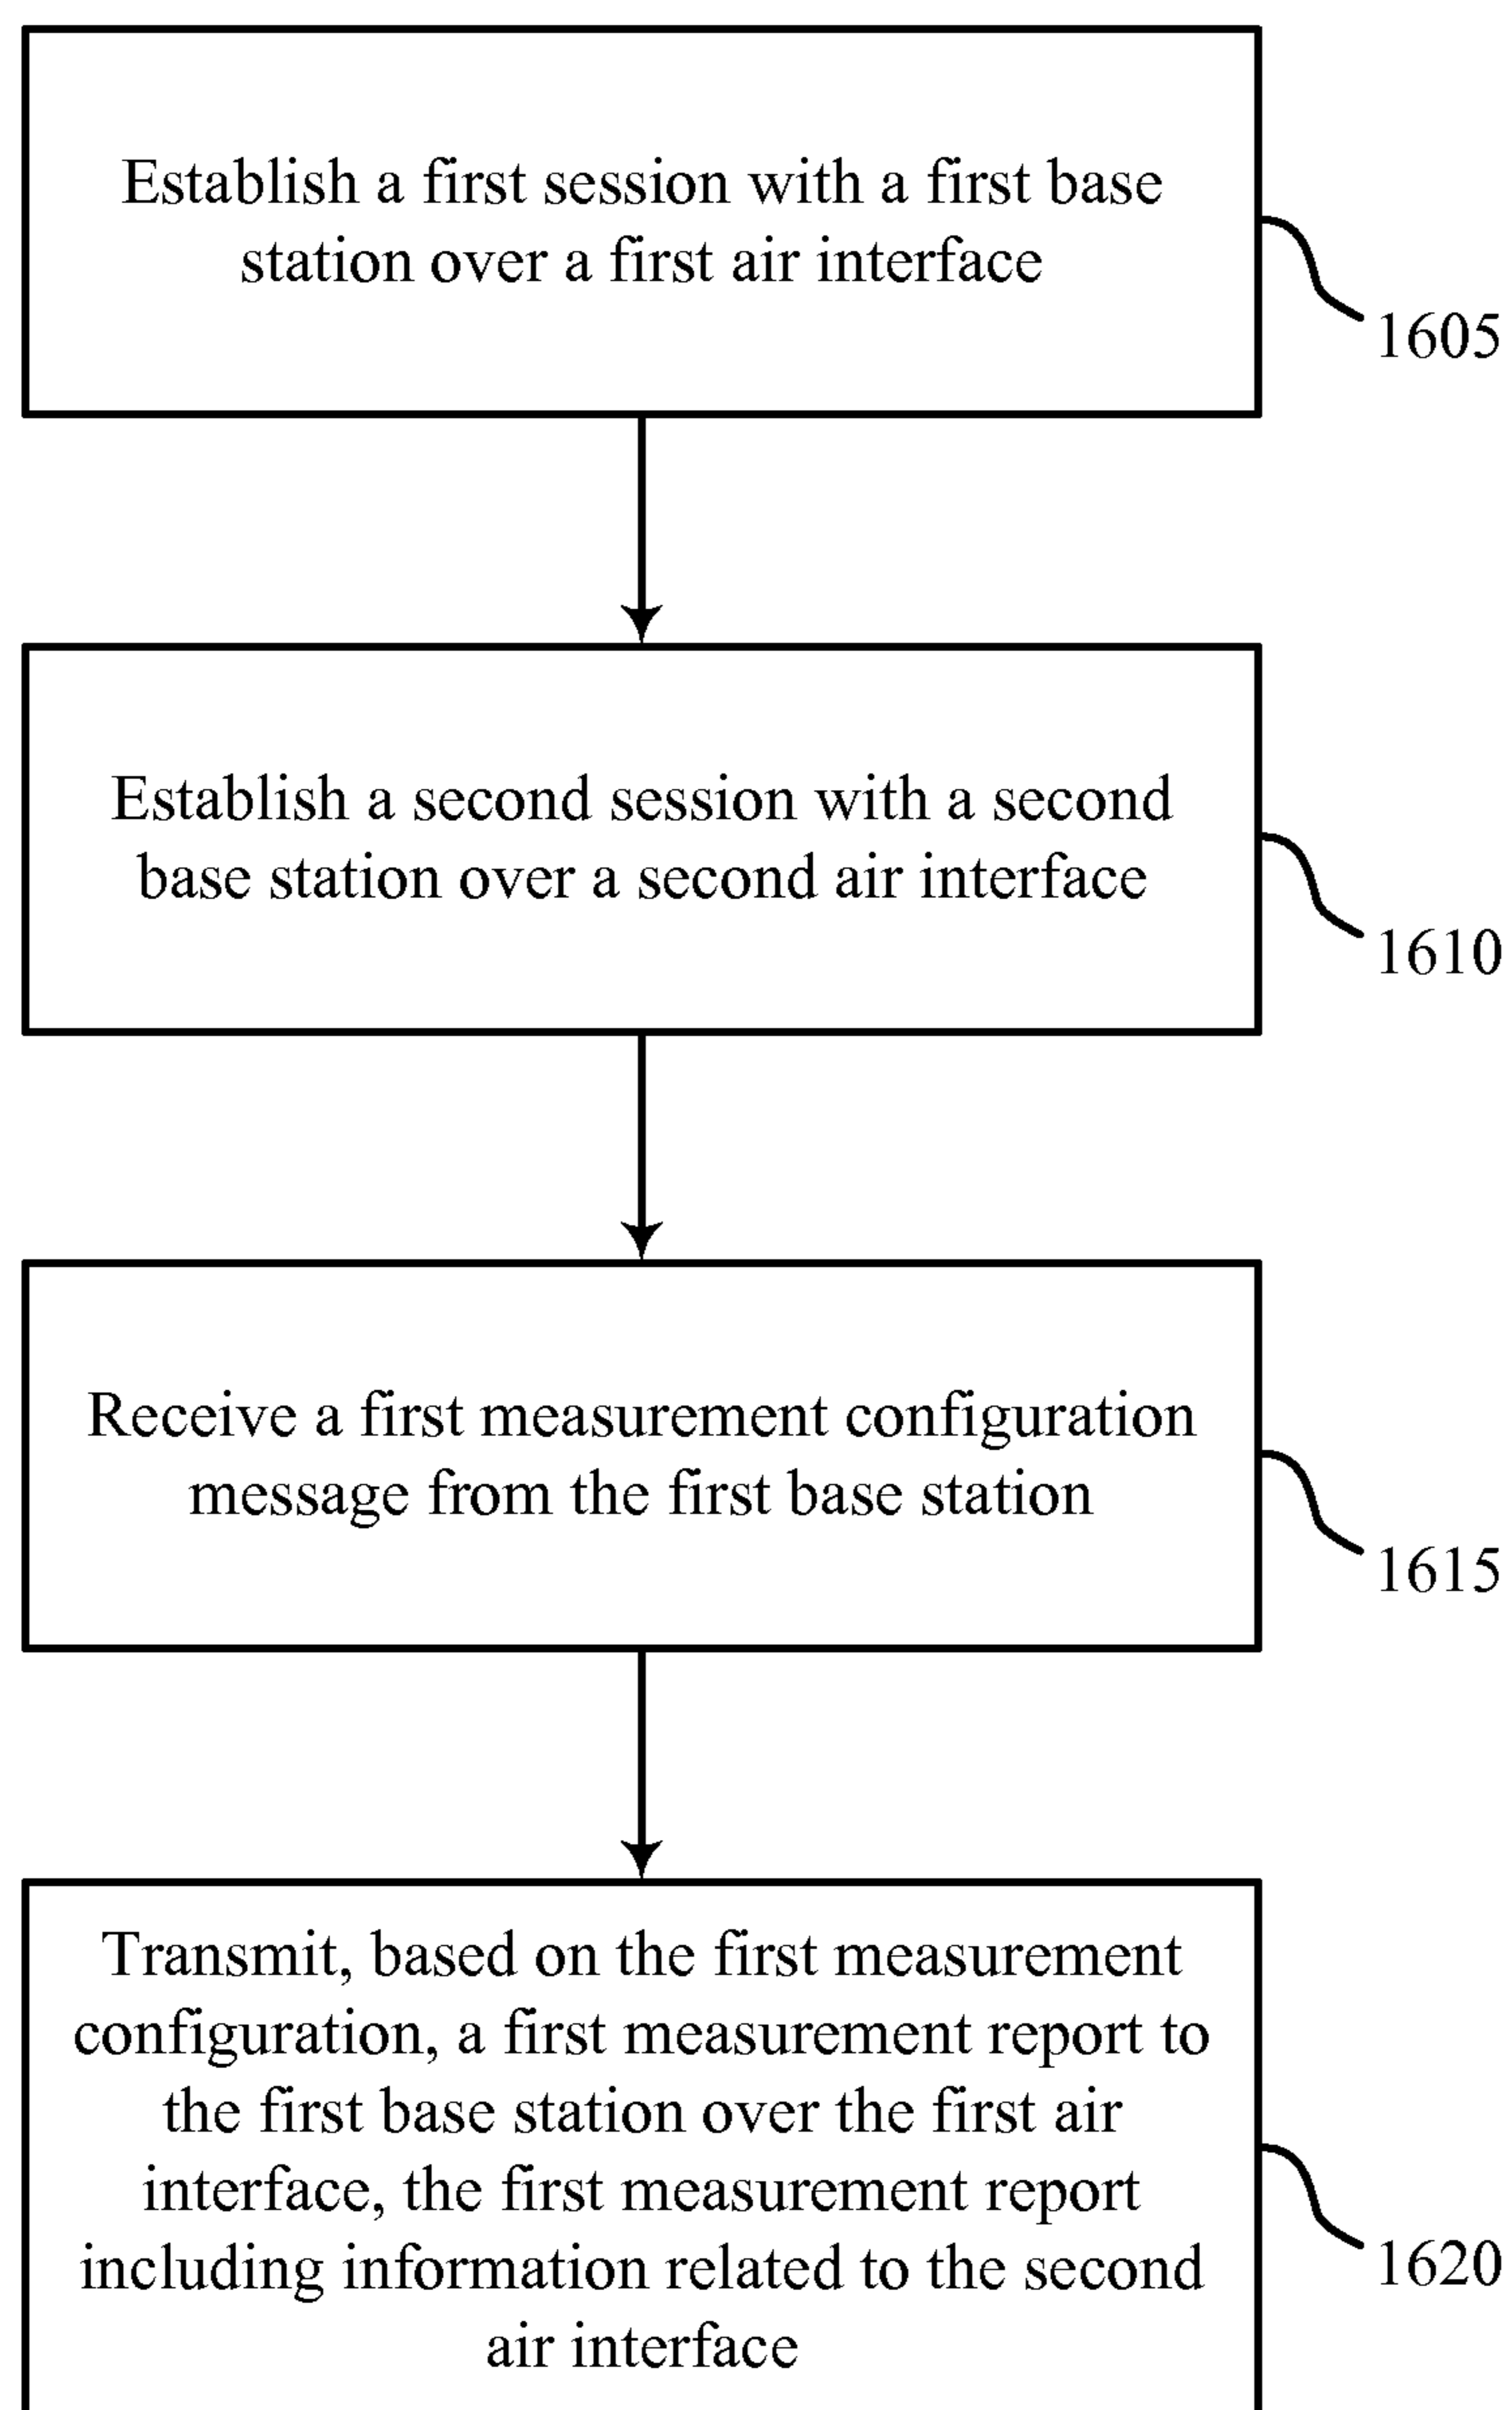 Establish a first session with a first base
station over a first air interface
1605
Establish a second session with a second
base station over a second air interface
1610
Receive a first measurement configuration
message from the first base station
1615
Transmit, based on the first measurement
configuration, a first measurement report to
the first base station over the first air
interface, the first measurement report
including information related to the second
air interface
1620